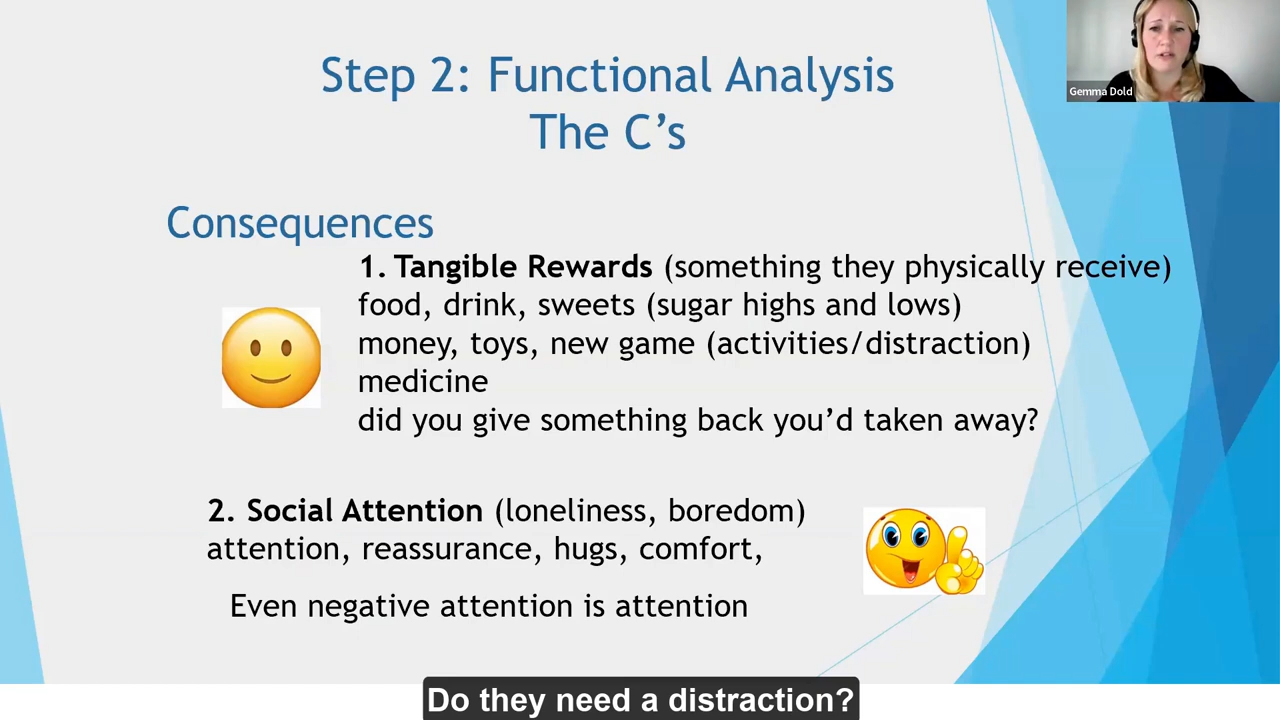 Step 2: Functional Analysis
The C’s
Gemma Dold
Consequences
1. Tangible Rewards (something they physically receive)
food, drink, sweets (sugar highs and lows)
money, toys, new game (activities/distraction)
medicine
did you give something back you’d taken away?
2. Social Attention (loneliness, boredom)
attention, reassurance, hugs, comfort,
Even negative attention is attention
Do they need a distraction?